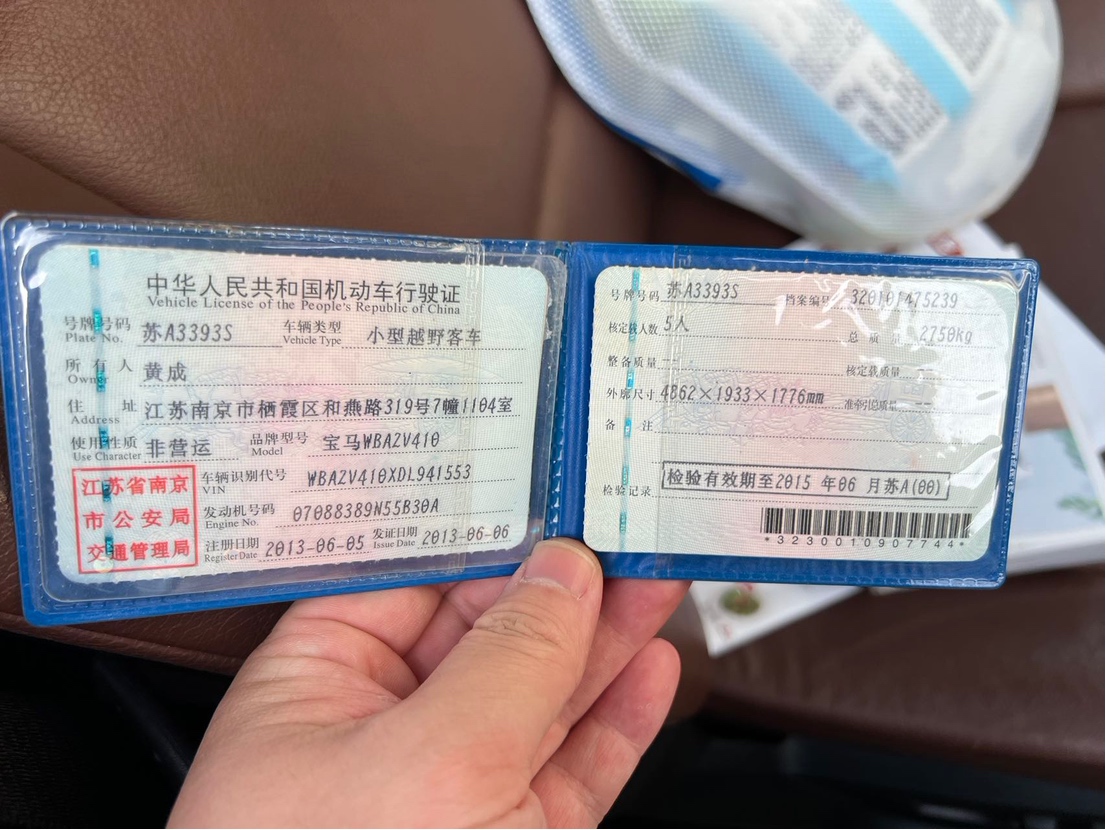 中华人民共和国机动车行驶证
Vehicle License of the People's Republic of China
号牌号码 苏A3393S 车辆类型 小型越野客车
Plate No. Vehicle Type
所有人 黄成
Owner
住址 江苏南京市栖霞区和燕路319号7幢1104室
Address
使用性质 非营运 品牌型号 宝马WBAZV410
Use Character Model
江苏省南京
市公安局
交通管理局
车辆识别代号 WBAZV410XDL941553
VIN
发动机号码 07088389N55B30A
Engine No.
注册日期 2013-06-05 发证日期 2013-06-06
Register Date Issue Date
号牌号码 苏A3393S 档案编号 320101475239
核定载人数 5人 总质量 2750kg
整备质量 -- 核定载质量
外廓尺寸 4862×1933×1776mm 准牵引总质量
备注
检验记录 检验有效期至2015 年06 月苏A(00)
*3230010907744*